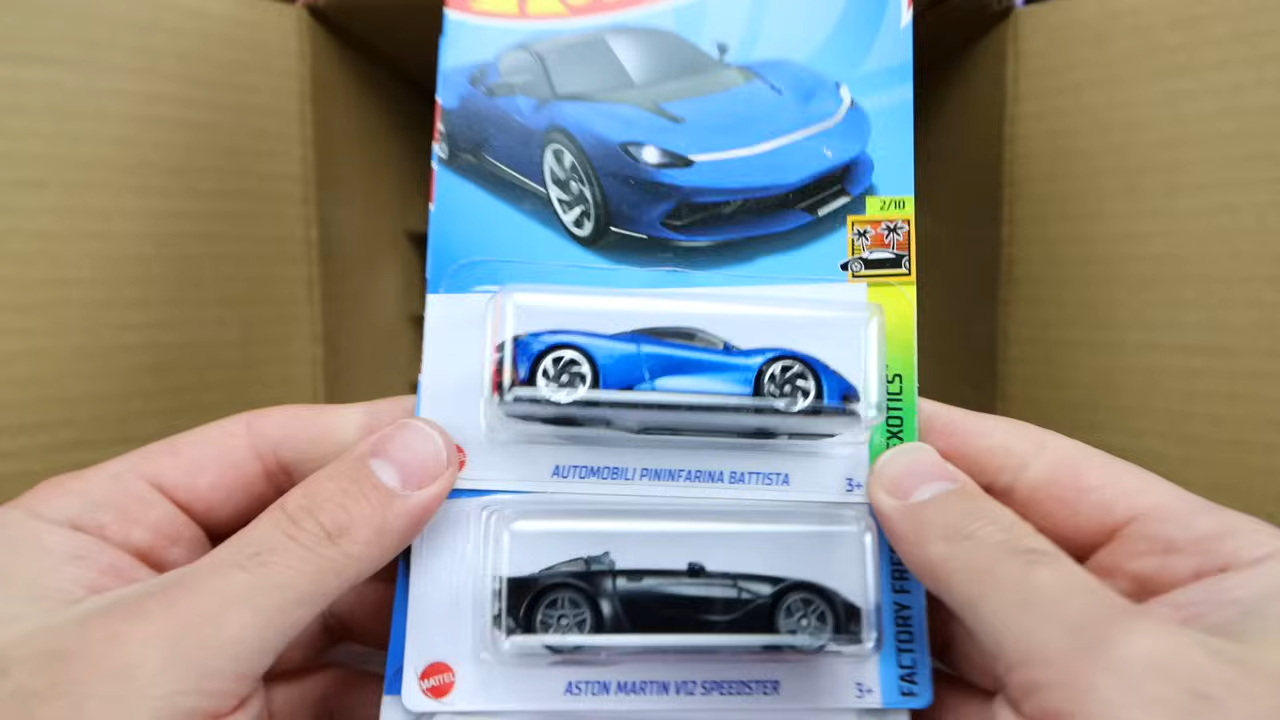 2/10
EXOTICS
AUTOMOBILI PININFARINA BATTISTA
3+
FACTORY FRE
MATTEL
ASTON MARTIN V12 SPEEDSTER
3+